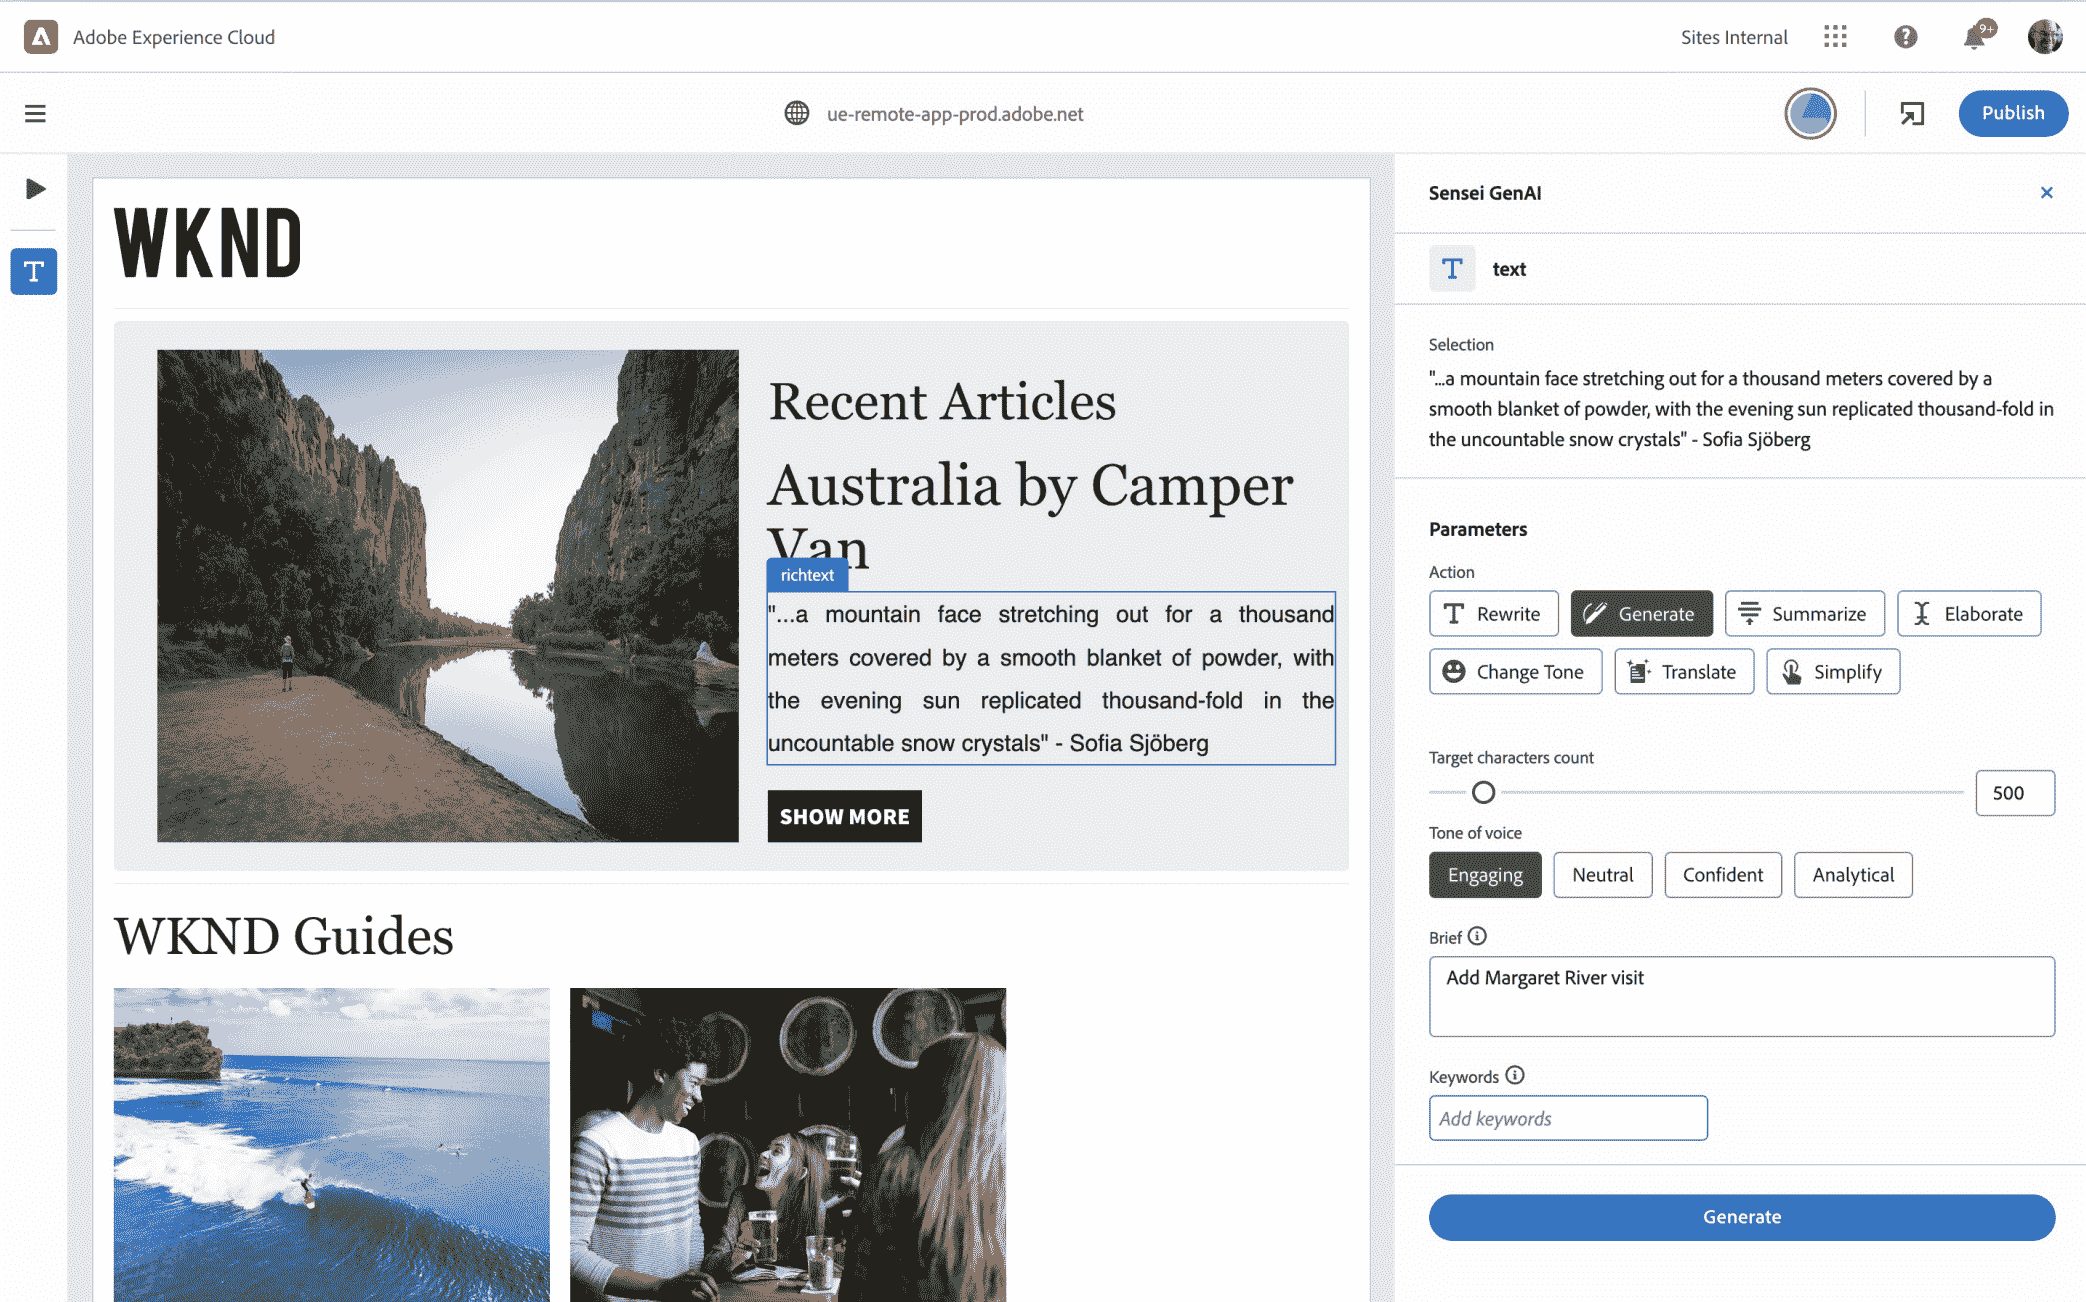 Adobe Experience Cloud
Sites Internal
9+
ue-remote-app-prod.adobe.net
Publish
WKND
Recent Articles
Australia by Camper
Van
richtext
"...a mountain face stretching out for a thousand
meters covered by a smooth blanket of powder, with
the evening sun replicated thousand-fold in the
uncountable snow crystals" - Sofia Sjöberg
SHOW MORE
WKND Guides
Sensei GenAI
text
Selection
"...a mountain face stretching out for a thousand meters covered by a
smooth blanket of powder, with the evening sun replicated thousand-fold in
the uncountable snow crystals" - Sofia Sjöberg
Parameters
Action
Rewrite
Generate
Summarize
Elaborate
Change Tone
Translate
Simplify
Target characters count
500
Tone of voice
Engaging
Neutral
Confident
Analytical
Brief
Add Margaret River visit
Keywords
Add keywords
Generate